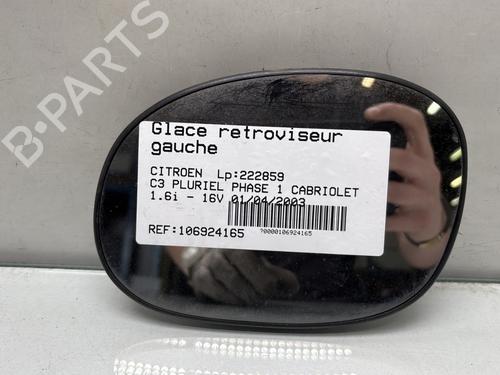 B-PARTS
Glace retroviseur
gauche
CITROEN Lp:222859
C3 PLURIEL PHASE 1 CABRIOLET
1.6i - 16V 01/04/2003
REF:106924165
?0000106924165